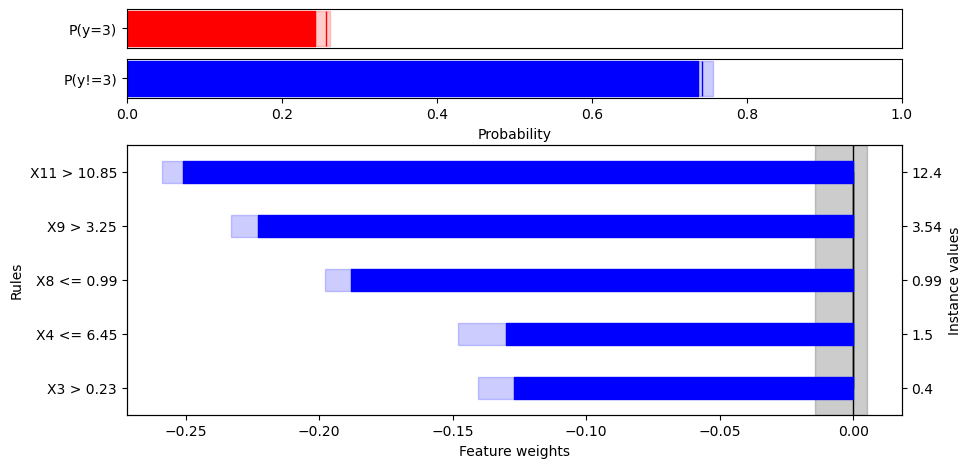 P(y=3)
P(y!=3)
0.0 0.2 0.4 0.6 0.8 1.0
Probability
X11 > 10.85 12.4
X9 > 3.25 3.54
X8 <= 0.99 0.99
X4 <= 6.45 1.5
X3 > 0.23 0.4
Rules
Instance values
−0.25 −0.20 −0.15 −0.10 −0.05 0.00
Feature weights